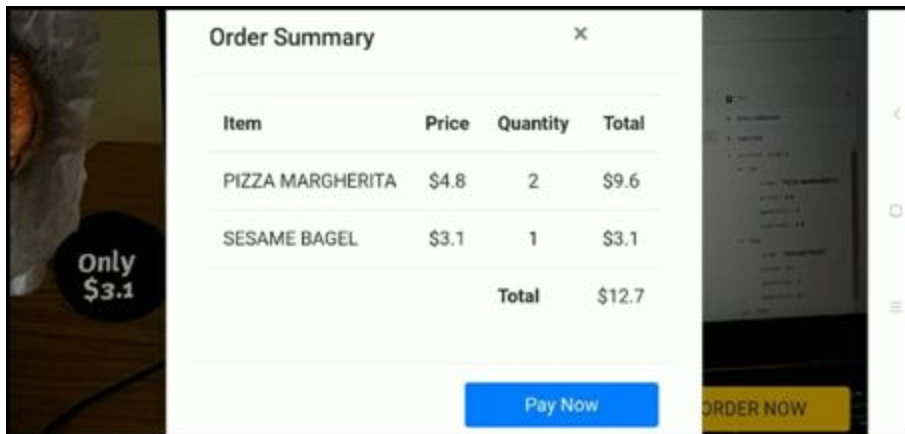 Order Summary ×
Item Price Quantity Total
PIZZA MARGHERITA $4.8 2 $9.6
SESAME BAGEL $3.1 1 $3.1
Total $12.7
Pay Now
Only
$3.1
ORDER NOW